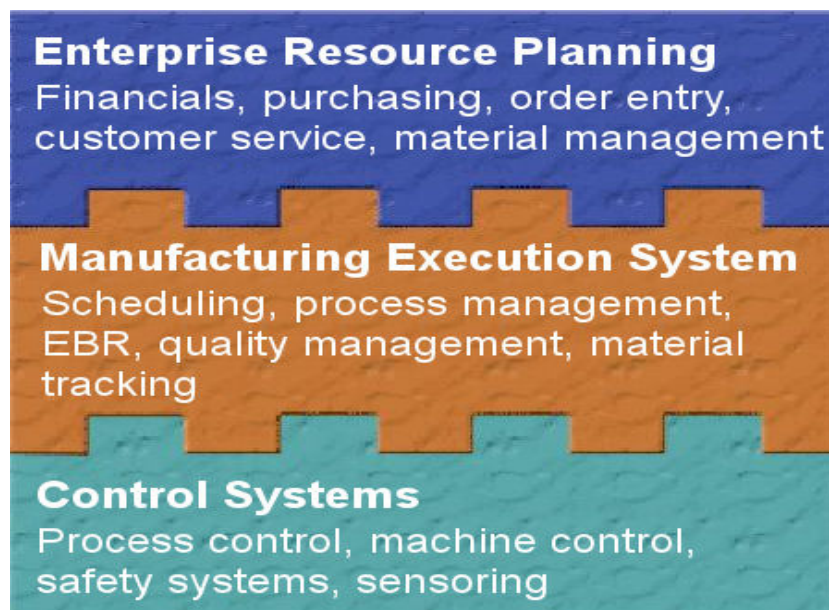 Enterprise Resource Planning
Financials, purchasing, order entry,
customer service, material management
Manufacturing Execution System
Scheduling, process management,
EBR, quality management, material
tracking
Control Systems
Process control, machine control,
safety systems, sensoring